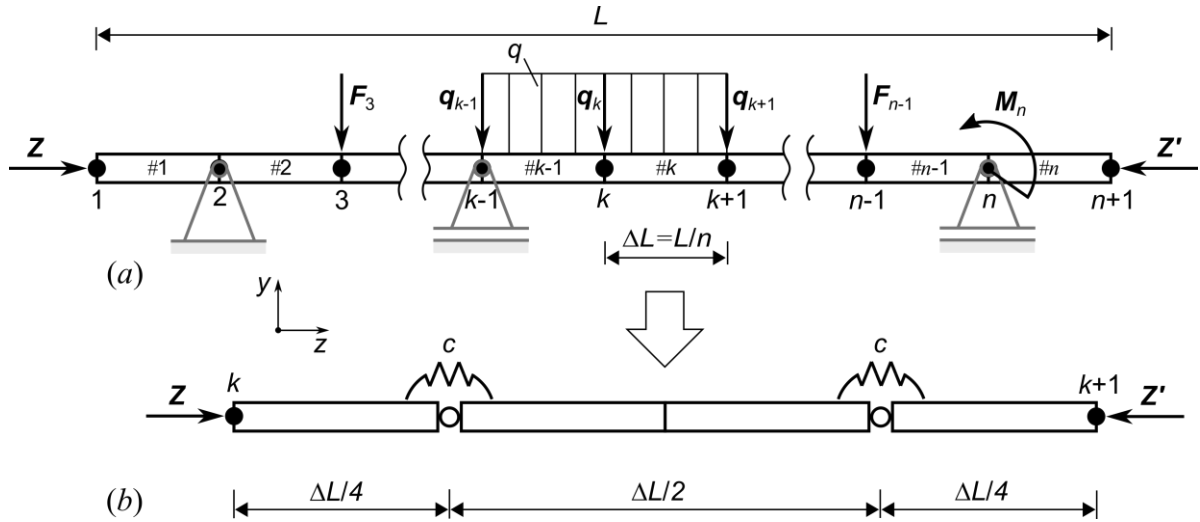 L
q
F3 qk-1 qk qk+1 Fn-1 Mn
Z #1 #2 #k-1 #k #n-1 #n Z'
1 2 3 k-1 k k+1 n-1 n n+1
ΔL=L/n
(a)
y
z
c c
k k+1
Z Z'
(b) ΔL/4 ΔL/2 ΔL/4